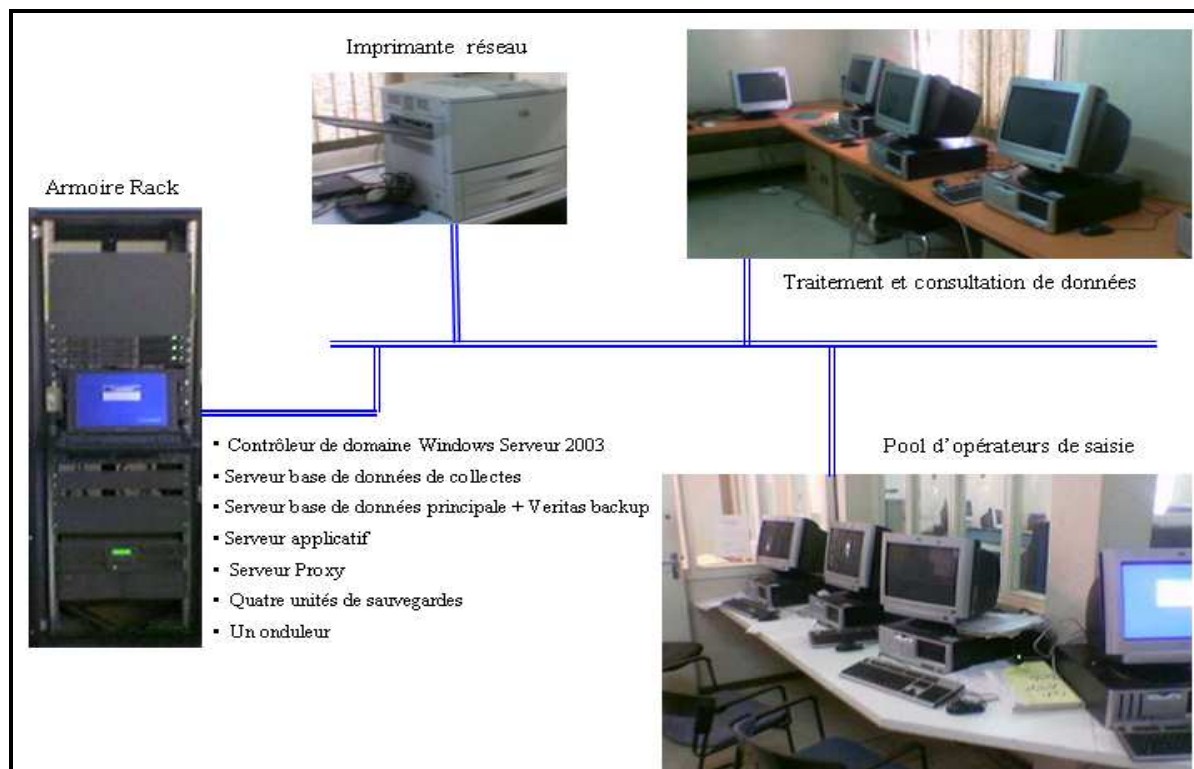 Imprimante réseau
Armoire Rack
Traitement et consultation de données
▪ Contrôleur de domaine Windows Serveur 2003
▪ Serveur base de données de collectes
▪ Serveur base de données principale + Veritas backup
▪ Serveur applicatif
▪ Serveur Proxy
▪ Quatre unités de sauvegardes
▪ Un onduleur
Pool d'opérateurs de saisie